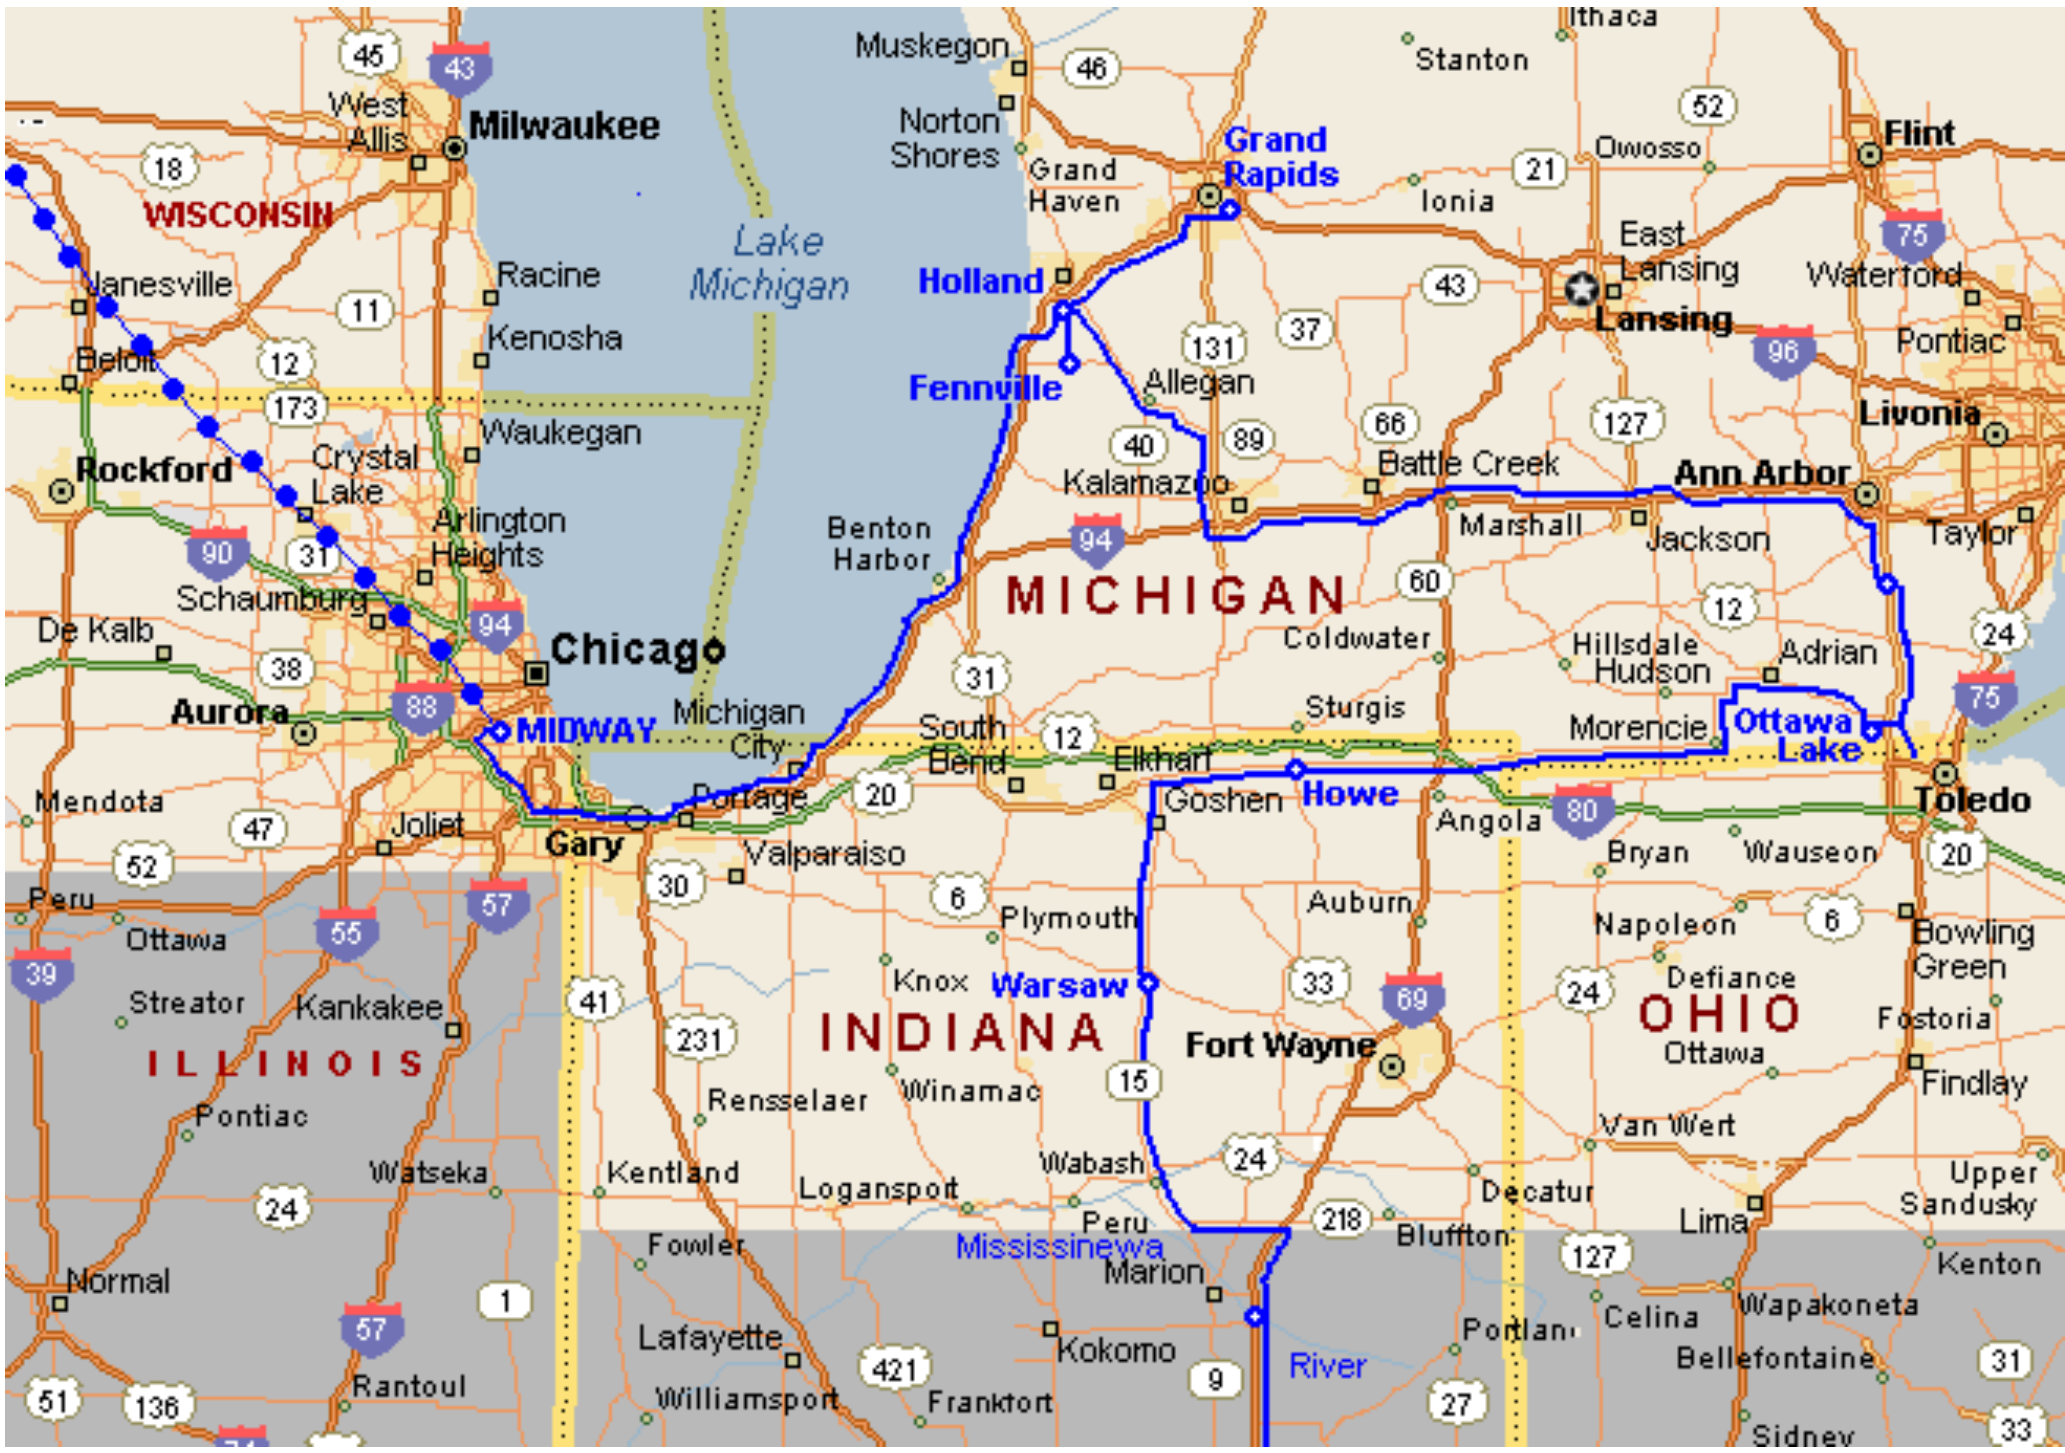 Ithaca
Muskegon
46
Stanton
45
43
52
West
Allis
Milwaukee
Norton
Shores
Grand
Rapids
Flint
Owosso
18
21
Grand
Haven
Ionia
WISCONSIN
75
East
Lansing
Lake
Michigan
Racine
Holland
43
Waterford
Janesville
11
Lansing
Kenosha
37
131
96
Pontiac
Beloit
12
Fennville
Allegan
173
Livonia
Waukegan
66
127
40
89
Rockford
Crystal
Lake
Battle Creek
Ann Arbor
Kalamazoo
Arlington
Heights
Benton
Harbor
94
Marshall
Jackson
Taylor
90
31
MICHIGAN
60
12
Schaumburg
94
De Kalb
Chicago
Coldwater
Hillsdale
Hudson
Adrian
24
38
31
75
88
Aurora
Michigan
City
South
Bend
Sturgis
Morencie
Ottawa
Lake
MIDWAY
12
Elkhart
20
Portage
Goshen
Howe
Toledo
Mendota
80
Angola
47
Joliet
Gary
Valparaiso
Bryan
Wauseon
20
52
30
6
Peru
57
Auburn
Plymouth
Napoleon
6
Ottawa
55
Bowling
Green
39
Knox
Warsaw
33
69
24
Defiance
Streator
Kankakee
41
INDIANA
OHIO
Fostoria
231
Fort Wayne
Ottawa
ILLINOIS
15
Winamac
Findlay
Rensselaer
Pontiac
Van Wert
Watseka
Kentland
Wabash
24
Upper
Sandusky
Logansport
Decatur
24
Peru
218
Bluffton
Lima
Fowler
Mississinewa
127
Kenton
Marion
Normal
1
Wapakoneta
57
Celina
Lafayette
Kokomo
Portland
Bellefontaine
31
421
River
9
51
136
Rantoul
Williamsport
Frankfort
27
33
74
Sidney